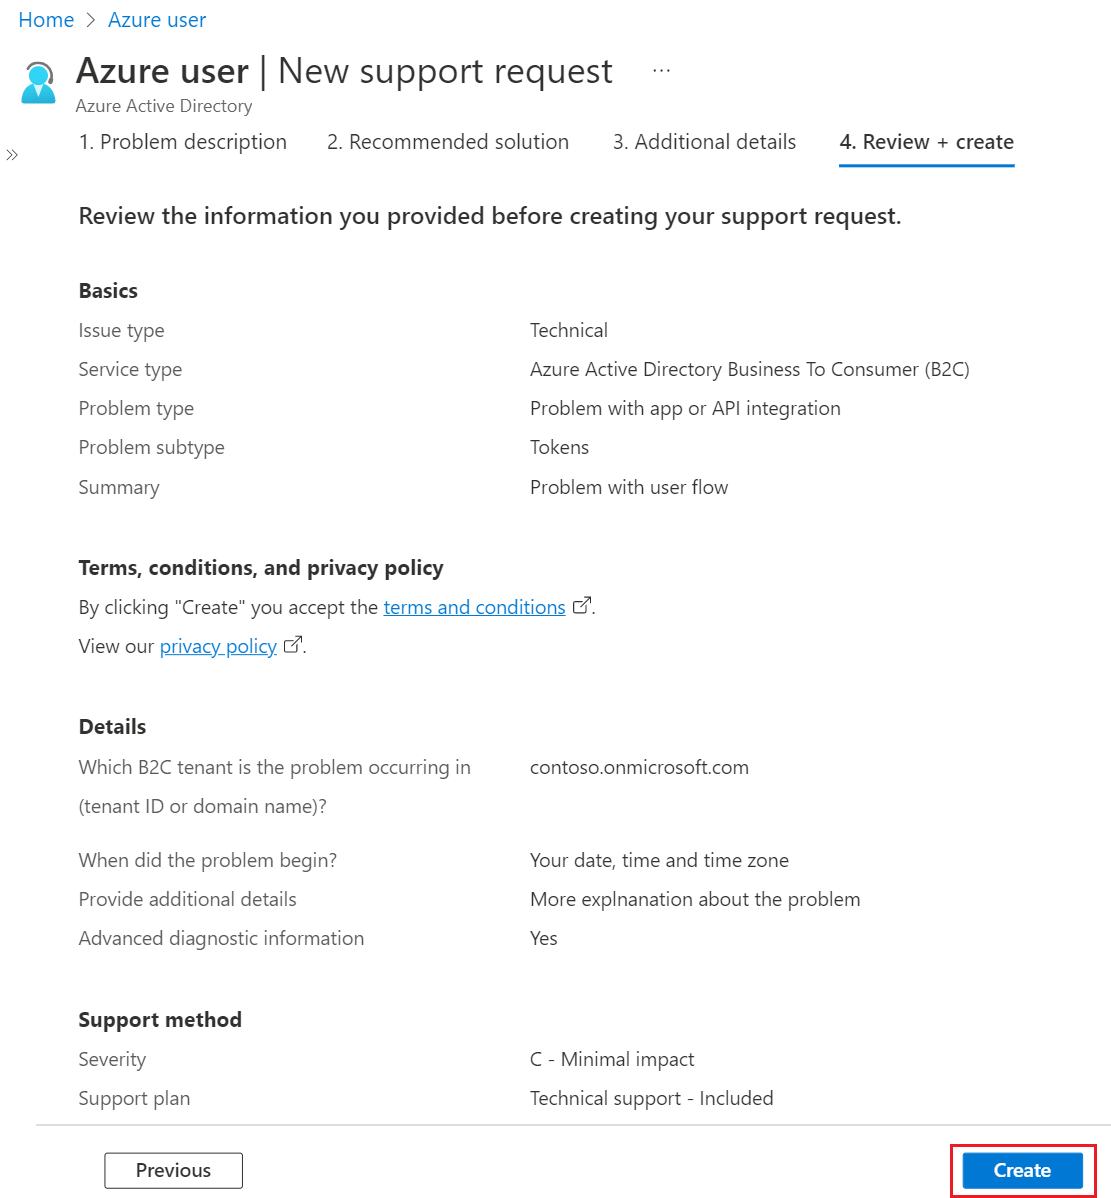 Home > Azure user
Azure user | New support request ...
Azure Active Directory
1. Problem description 2. Recommended solution 3. Additional details 4. Review + create
Review the information you provided before creating your support request.
Basics
Issue type Technical
Service type Azure Active Directory Business To Consumer (B2C)
Problem type Problem with app or API integration
Problem subtype Tokens
Summary Problem with user flow
Terms, conditions, and privacy policy
By clicking "Create" you accept the terms and conditions.
View our privacy policy.
Details
Which B2C tenant is the problem occurring in contoso.onmicrosoft.com
(tenant ID or domain name)?
When did the problem begin? Your date, time and time zone
Provide additional details More explnanation about the problem
Advanced diagnostic information Yes
Support method
Severity C - Minimal impact
Support plan Technical support - Included
Previous Create